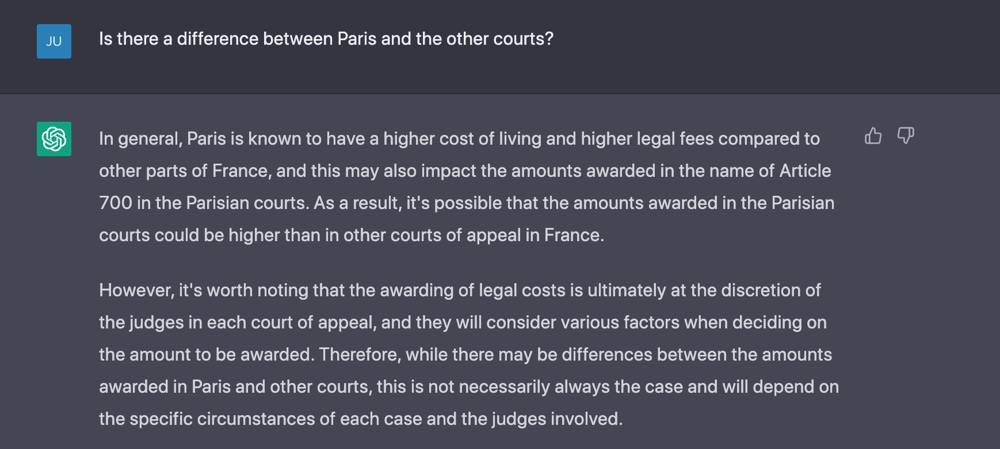 JU
Is there a difference between Paris and the other courts?
In general, Paris is known to have a higher cost of living and higher legal fees compared to
other parts of France, and this may also impact the amounts awarded in the name of Article
700 in the Parisian courts. As a result, it's possible that the amounts awarded in the Parisian
courts could be higher than in other courts of appeal in France.
However, it's worth noting that the awarding of legal costs is ultimately at the discretion of
the judges in each court of appeal, and they will consider various factors when deciding on
the amount to be awarded. Therefore, while there may be differences between the amounts
awarded in Paris and other courts, this is not necessarily always the case and will depend on
the specific circumstances of each case and the judges involved.